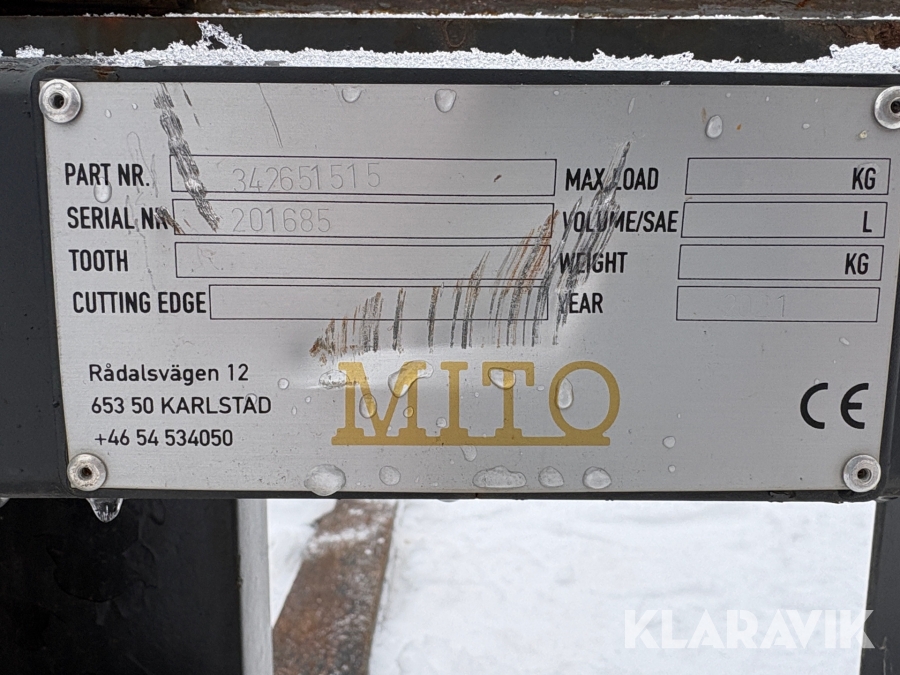 PART NR. 342651515 MAX LOAD KG
SERIAL NR 201685 VOLUME/SAE L
TOOTH WEIGHT KG
CUTTING EDGE YEAR
Rådalsvägen 12
653 50 KARLSTAD
+46 54 534050
MITO
CE
KLARAVIK